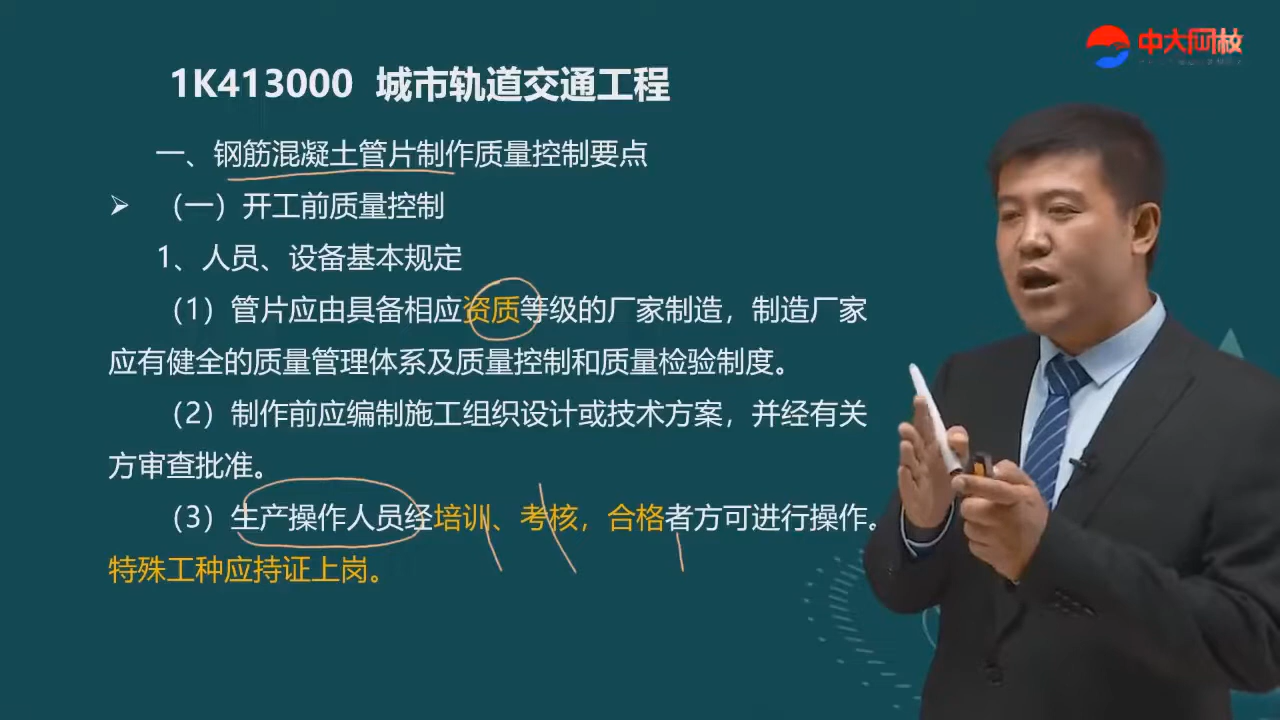 中大网校
1K413000 城市轨道交通工程
一、钢筋混凝土管片制作质量控制要点
（一）开工前质量控制
1、人员、设备基本规定
（1）管片应由具备相应资质等级的厂家制造，制造厂家
应有健全的质量管理体系及质量控制和质量检验制度。
（2）制作前应编制施工组织设计或技术方案，并经有关
方审查批准。
（3）生产操作人员经培训、考核，合格者方可进行操作。
特殊工种应持证上岗。